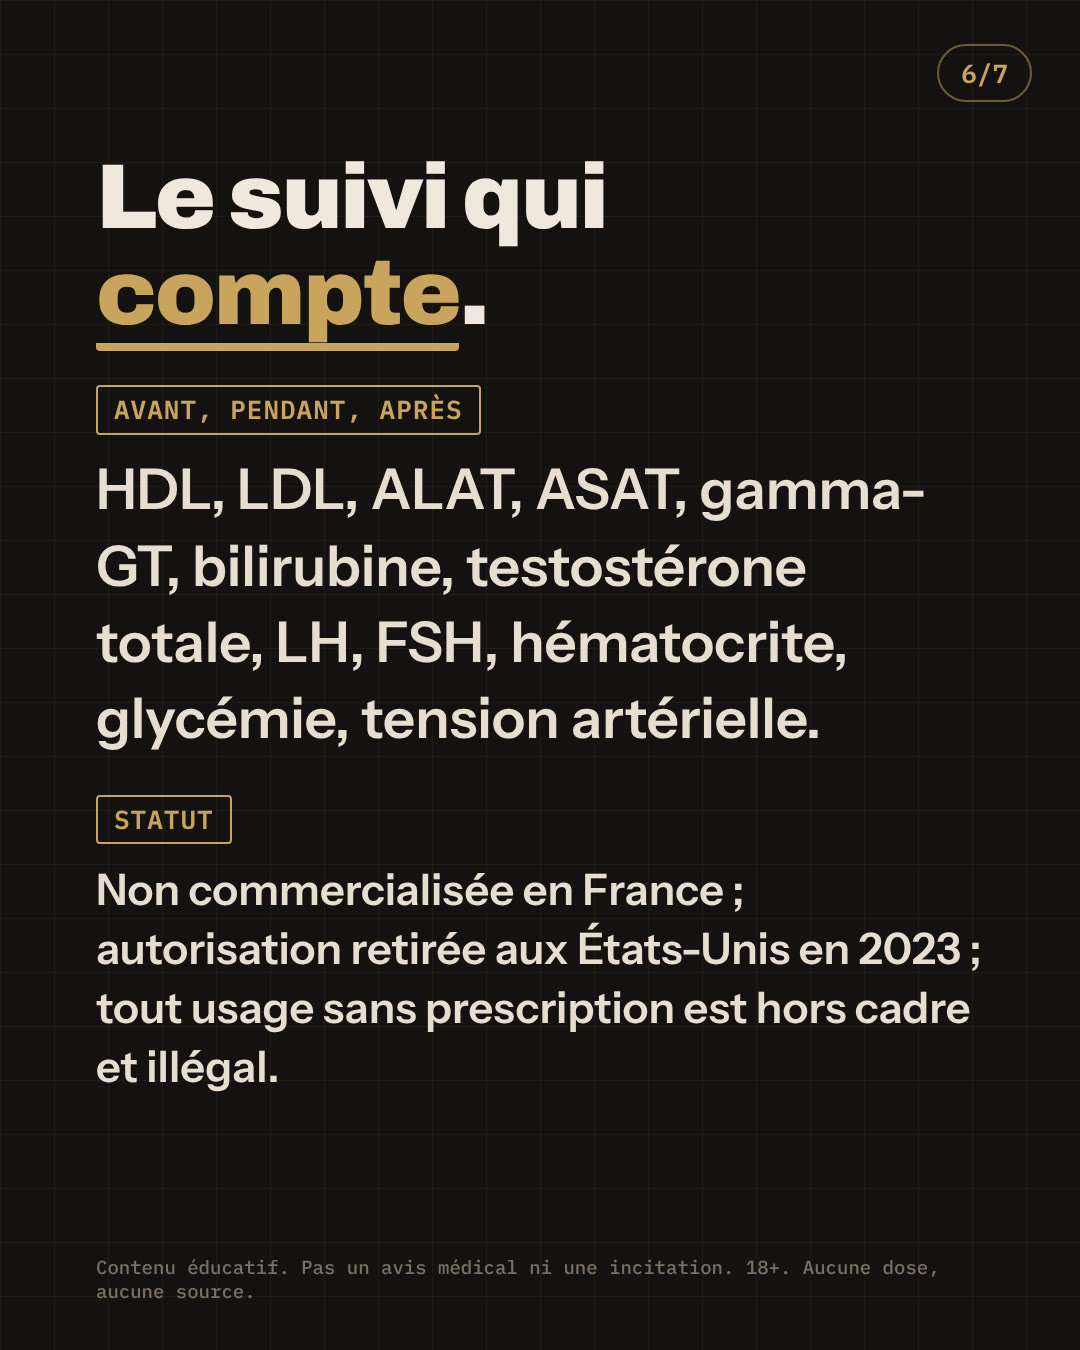 6/7
Le suivi qui
compte.
AVANT, PENDANT, APRÈS
HDL, LDL, ALAT, ASAT, gamma-
GT, bilirubine, testostérone
totale, LH, FSH, hématocrite,
glycémie, tension artérielle.
STATUT
Non commercialisée en France ;
autorisation retirée aux États-Unis en 2023 ;
tout usage sans prescription est hors cadre
et illégal.
Contenu éducatif. Pas un avis médical ni une incitation. 18+. Aucune dose,
aucune source.